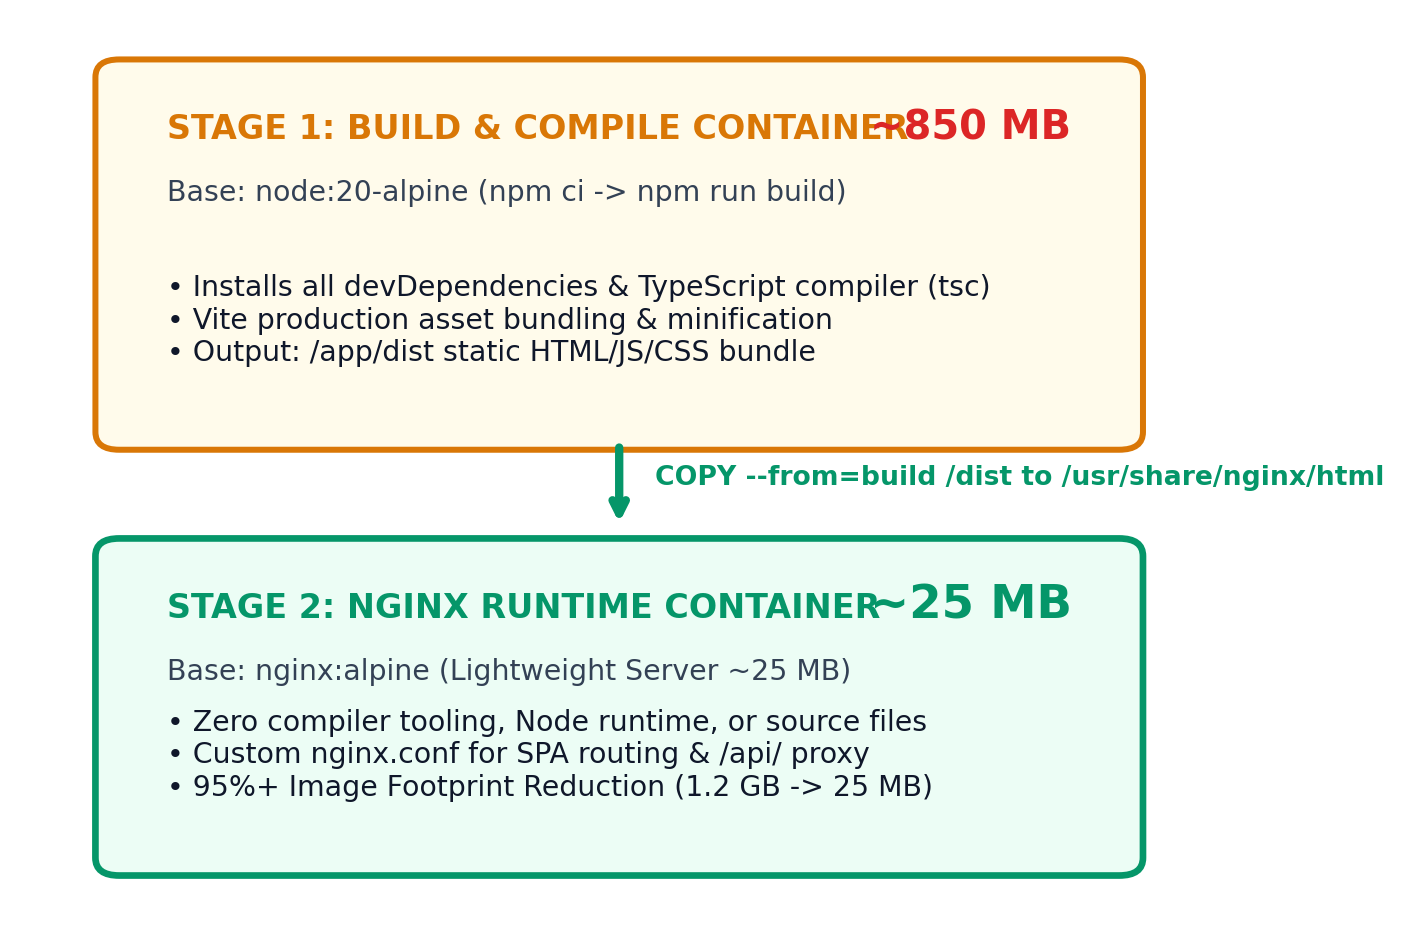 STAGE 1: BUILD & COMPILE CONTAINER ~850 MB
Base: node:20-alpine (npm ci -> npm run build)
• Installs all devDependencies & TypeScript compiler (tsc)
• Vite production asset bundling & minification
• Output: /app/dist static HTML/JS/CSS bundle
COPY --from=build /dist to /usr/share/nginx/html
STAGE 2: NGINX RUNTIME CONTAINER ~25 MB
Base: nginx:alpine (Lightweight Server ~25 MB)
• Zero compiler tooling, Node runtime, or source files
• Custom nginx.conf for SPA routing & /api/ proxy
• 95%+ Image Footprint Reduction (1.2 GB -> 25 MB)